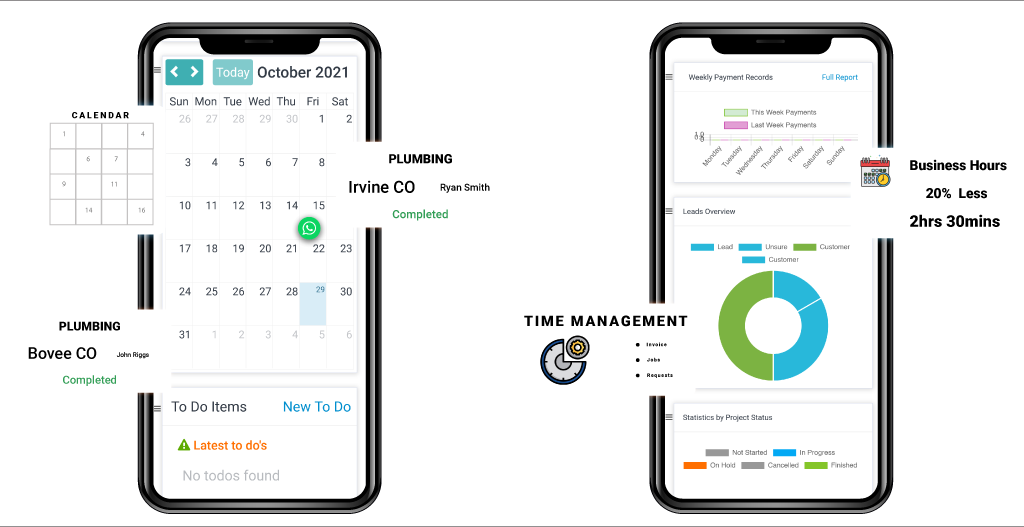 Today October 2021
Sun Mon Tue Wed Thu Fri Sat
26 27 28 29 30 1 2
3 4 5 6 7 8
10 11 12 13 14 15
17 18 19 20 21 22 23
24 25 26 27 28 29 30
31 1 2 3 4 5 6
To Do Items New To Do
Latest to do's
No todos found
CALENDAR
1 4
6 7
9 11
14 16
PLUMBING
Irvine CO Ryan Smith
Completed
PLUMBING
Bovee CO John Riggs
Completed
Weekly Payment Records Full Report
This Week Payments
Last Week Payments
1.0
Monday Tuesday Wednesday Thursday Friday Saturday Sunday
Business Hours
20% Less
2hrs 30mins
Leads Overview
Lead Unsure Customer
Customer
TIME MANAGEMENT
Invoice
Jobs
Requests
Statistics by Project Status
Not Started In Progress
On Hold Cancelled Finished